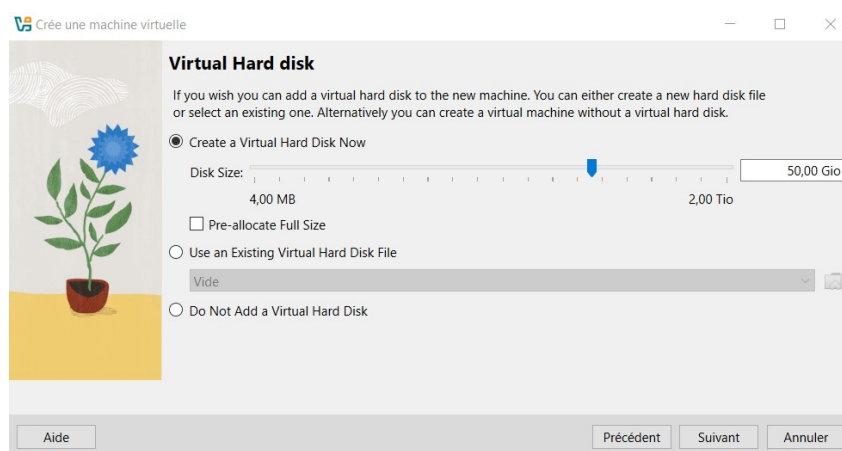 Crée une machine virtuelle
Virtual Hard disk
If you wish you can add a virtual hard disk to the new machine. You can either create a new hard disk file
or select an existing one. Alternatively you can create a virtual machine without a virtual hard disk.
Create a Virtual Hard Disk Now
Disk Size:
50,00 Gio
4,00 MB
2,00 Tio
Pre-allocate Full Size
Use an Existing Virtual Hard Disk File
Vide
Do Not Add a Virtual Hard Disk
Aide
Précédent
Suivant
Annuler